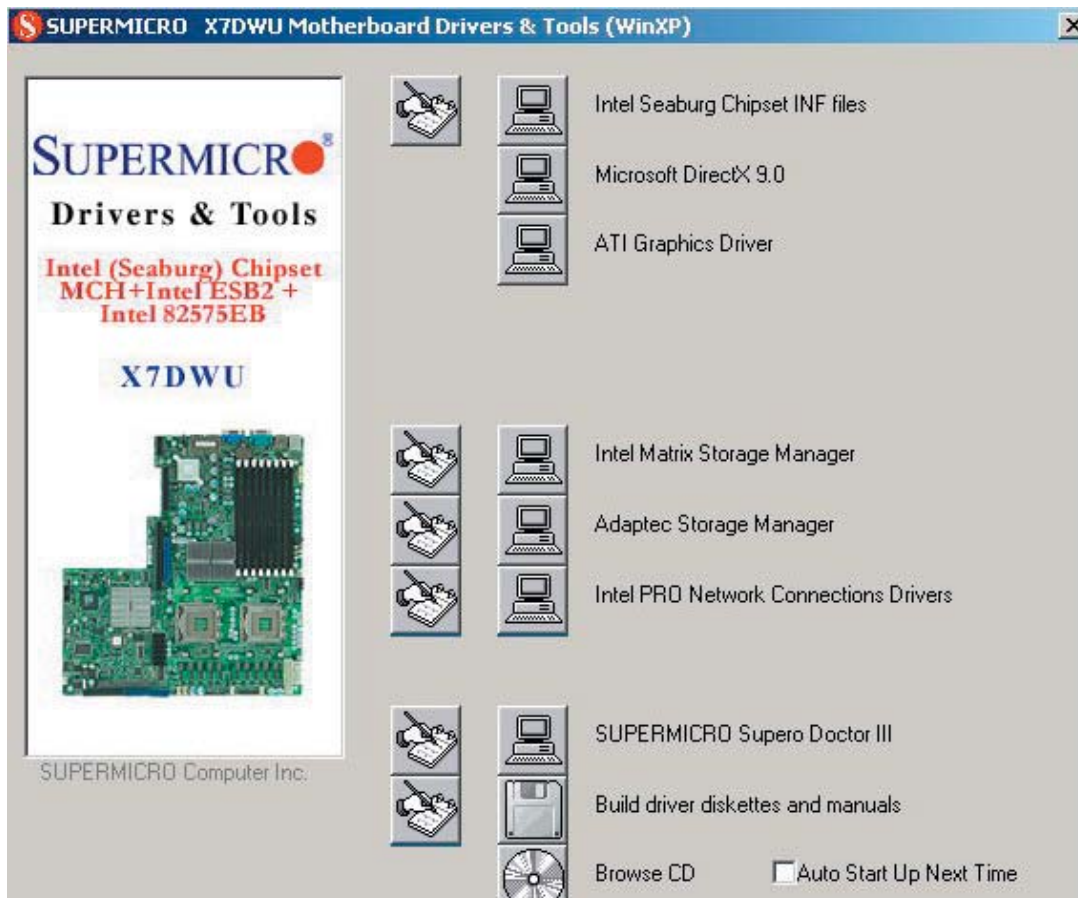 SUPERMICRO X7DWU Motherboard Drivers & Tools (WinXP)
SUPERMICRO®
Drivers & Tools
Intel (Seaburg) Chipset
MCH+Intel ESB2 +
Intel 82575EB
X7DWU
SUPERMICRO Computer Inc.
Intel Seaburg Chipset INF files
Microsoft DirectX 9.0
ATI Graphics Driver
Intel Matrix Storage Manager
Adaptec Storage Manager
Intel PRO Network Connections Drivers
SUPERMICRO Supero Doctor III
Build driver diskettes and manuals
Browse CD
Auto Start Up Next Time